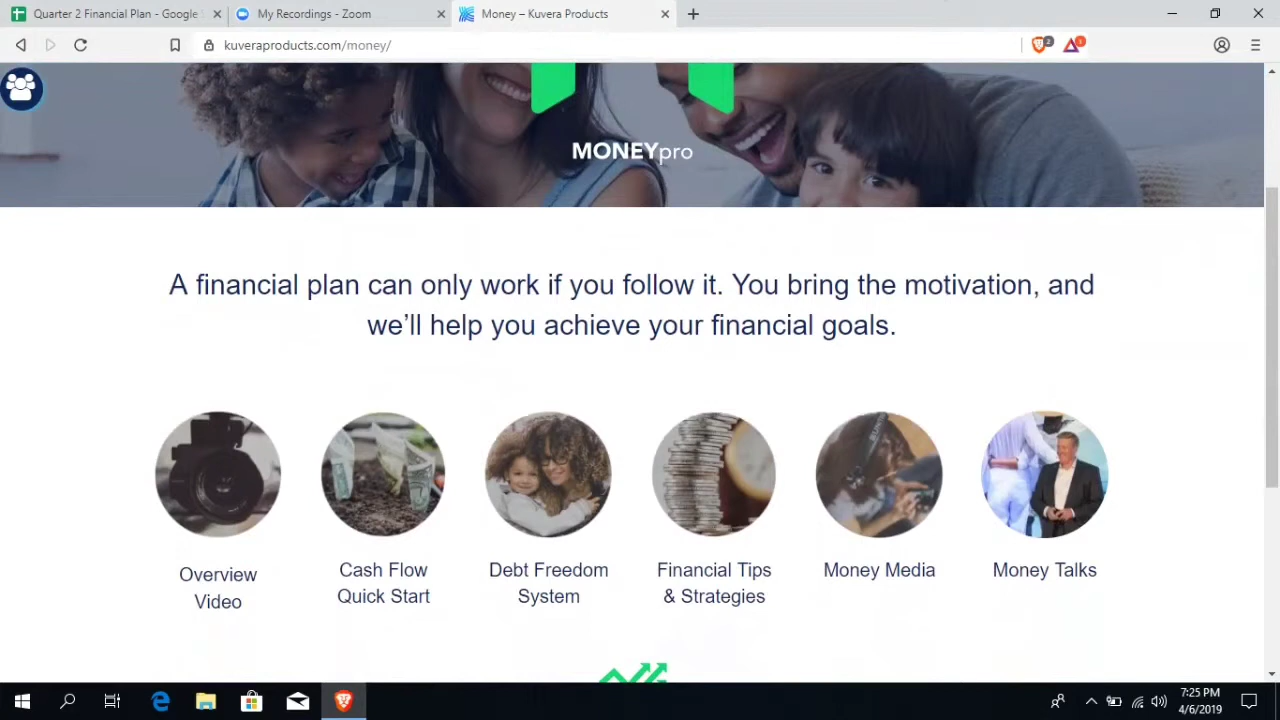 Quarter 2 Financial Plan - Google
My Recordings - Zoom
Money – Kuvera Products
kuveraproducts.com/money/
2
1
MONEYpro
A financial plan can only work if you follow it. You bring the motivation, and
we’ll help you achieve your financial goals.
Overview
Video
Cash Flow
Quick Start
Debt Freedom
System
Financial Tips
& Strategies
Money Media
Money Talks
7:25 PM
4/6/2019